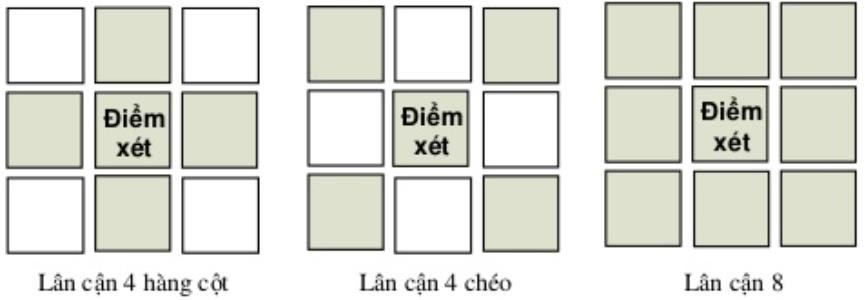 Điểm
xét
Điểm
xét
Điểm
xét
Lân cận 4 hàng cột
Lân cận 4 chéo
Lân cận 8